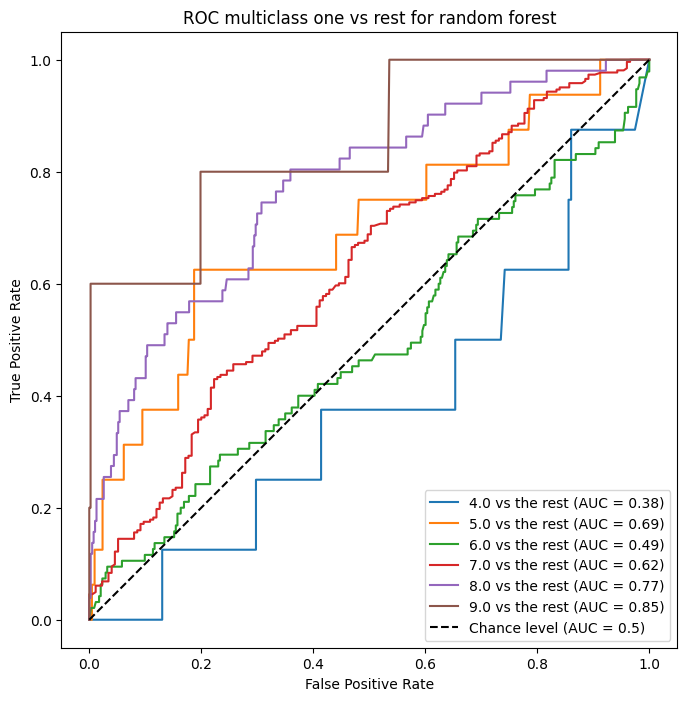 ROC multiclass one vs rest for random forest
True Positive Rate
1.0
0.8
0.6
0.4
0.2
0.0
4.0 vs the rest (AUC = 0.38)
5.0 vs the rest (AUC = 0.69)
6.0 vs the rest (AUC = 0.49)
7.0 vs the rest (AUC = 0.62)
8.0 vs the rest (AUC = 0.77)
9.0 vs the rest (AUC = 0.85)
Chance level (AUC = 0.5)
0.0 0.2 0.4 0.6 0.8 1.0
False Positive Rate